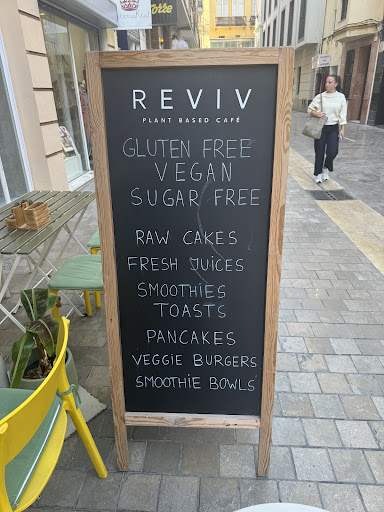 REVIV
PLANT BASED CAFÉ
GLUTEN FREE
VEGAN
SUGAR FREE
RAW CAKES
FRESH JUICES
SMOOTHIES
TOASTS
PANCAKES
VEGGIE BURGERS
SMOOTHIE BOWLS
REVIV